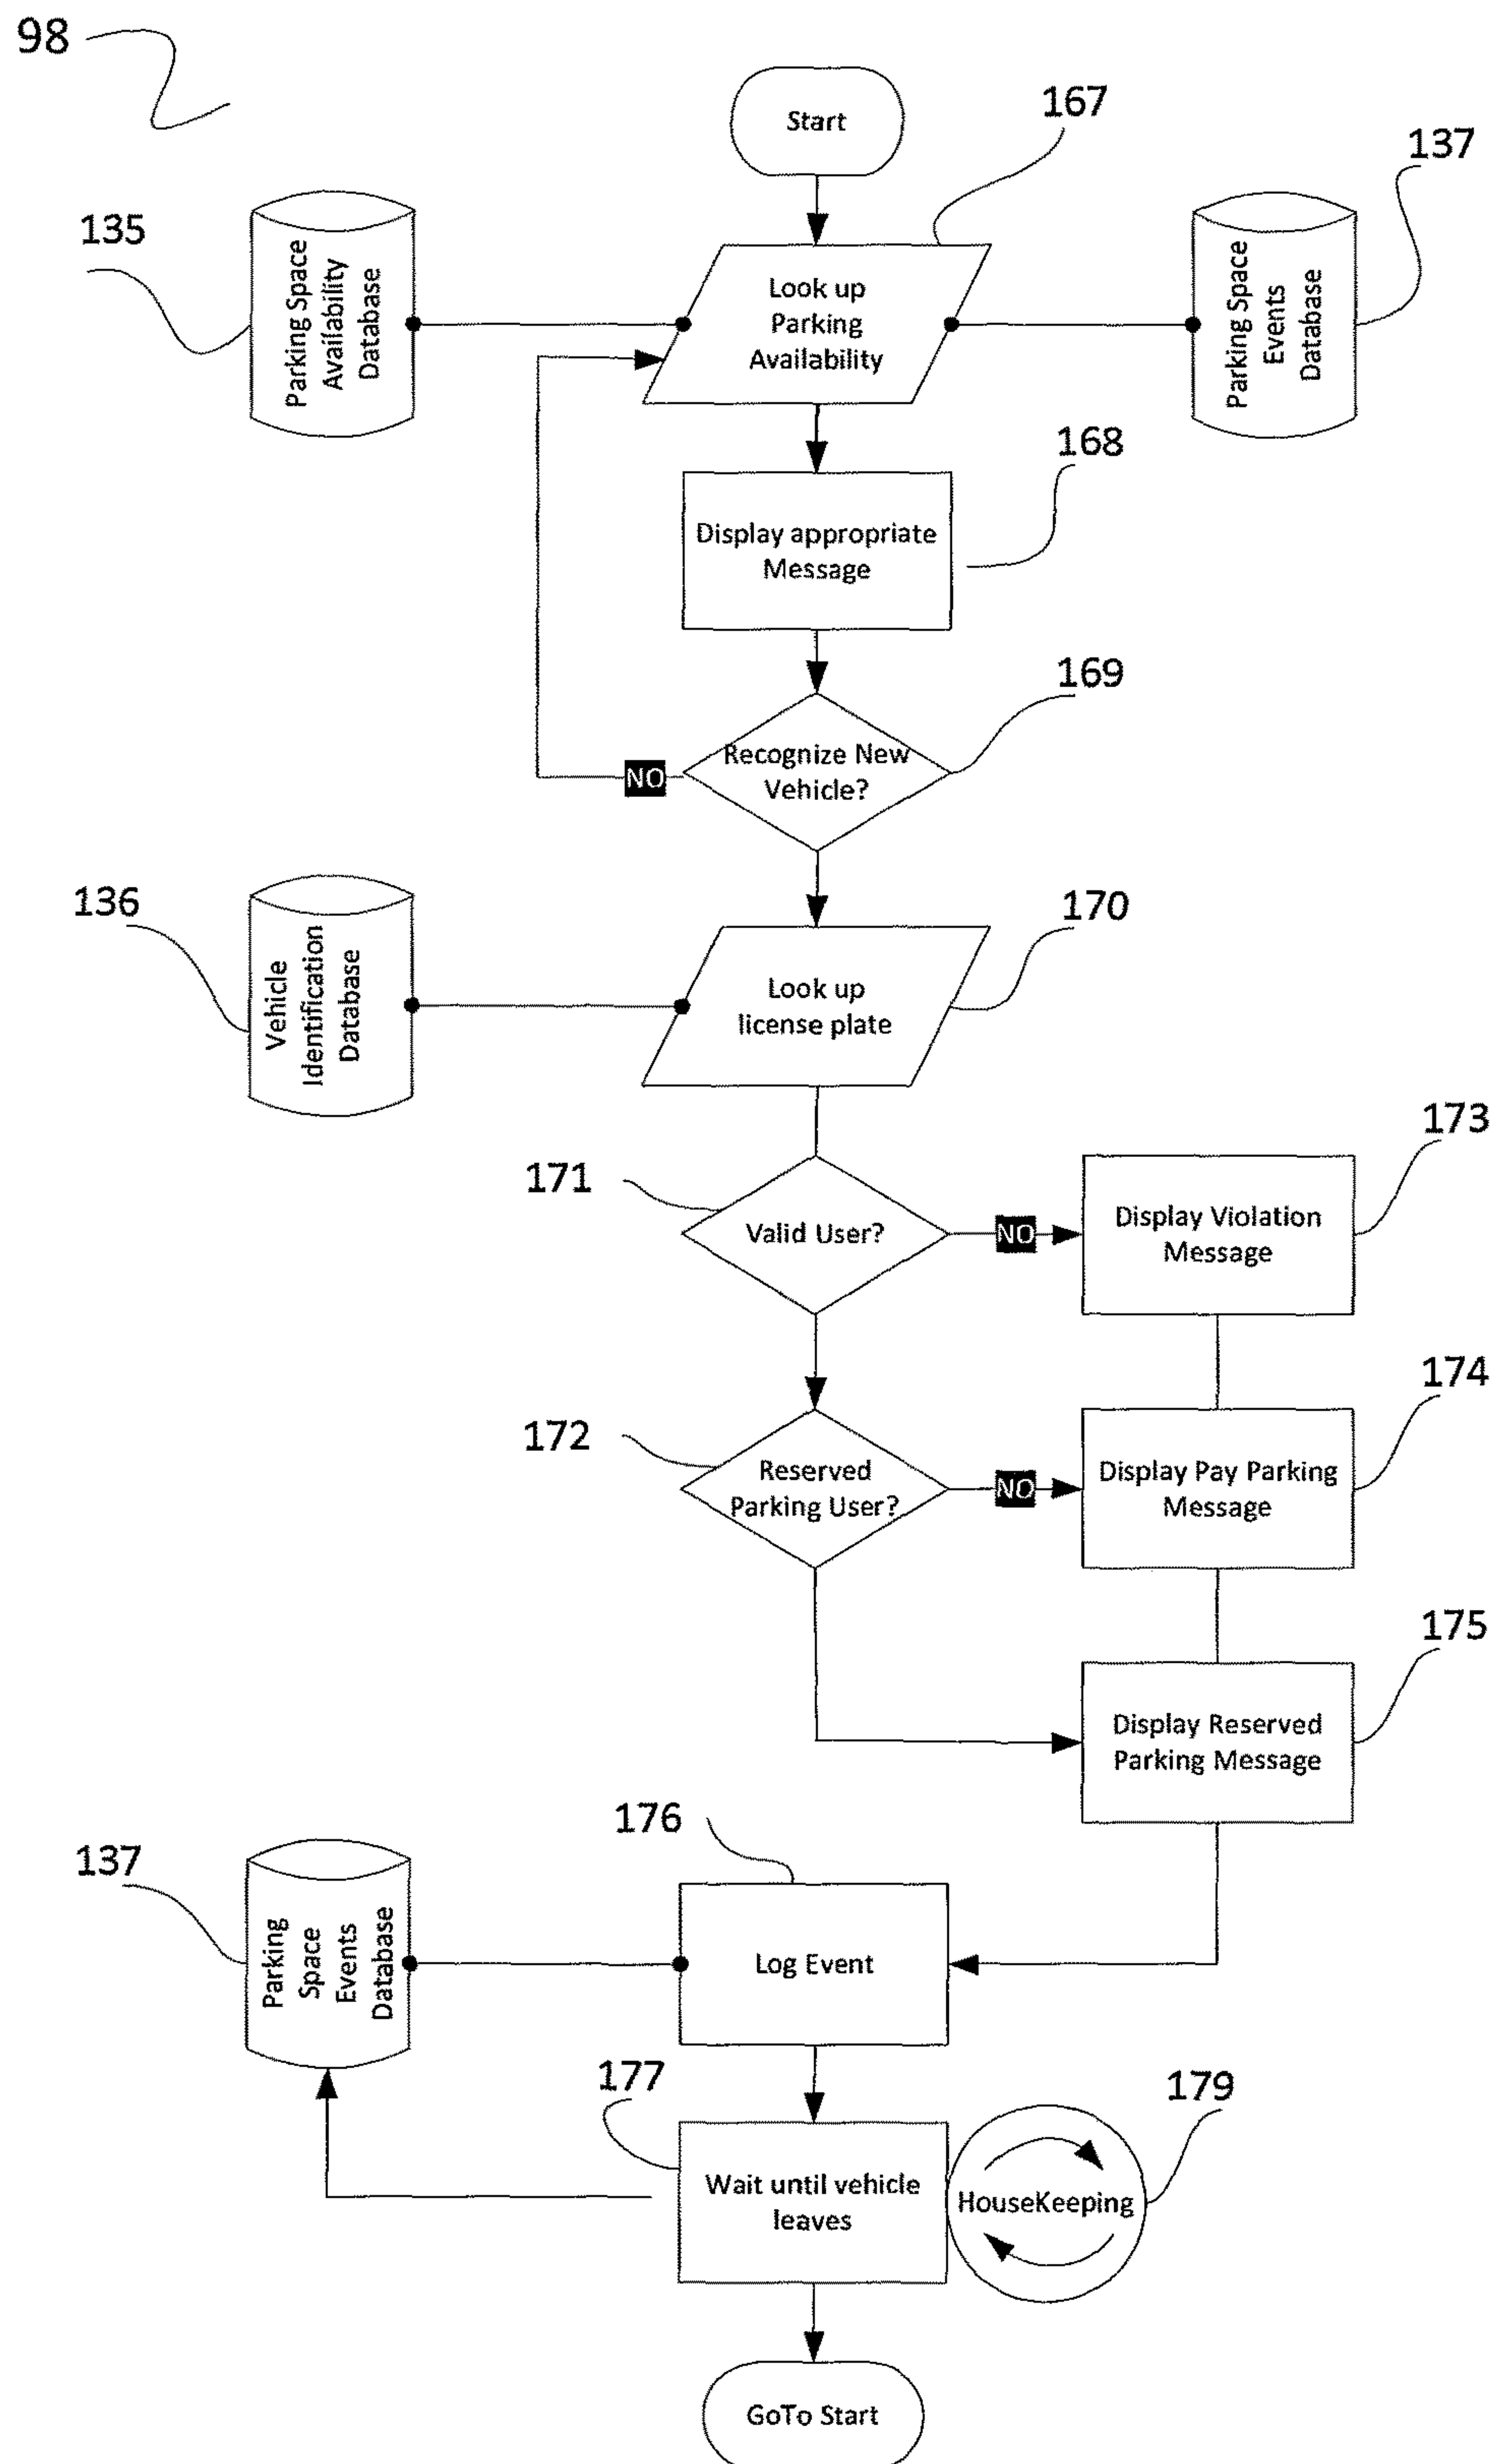 98
Start
167
137
135
Parking Space
Availability
Database
Look up
Parking
Availability
Parking Space
Events
Database
168
Display appropriate
Message
169
Recognize New
Vehicle?
NO
136
Vehicle
Identification
Database
170
Look up
license plate
173
171
Valid User?
NO
Display Violation
Message
174
172
Reserved
Parking User?
NO
Display Pay Parking
Message
175
Display Reserved
Parking Message
176
137
Parking
Space
Events
Database
Log Event
177
179
Wait until vehicle
leaves
HouseKeeping
GoTo Start